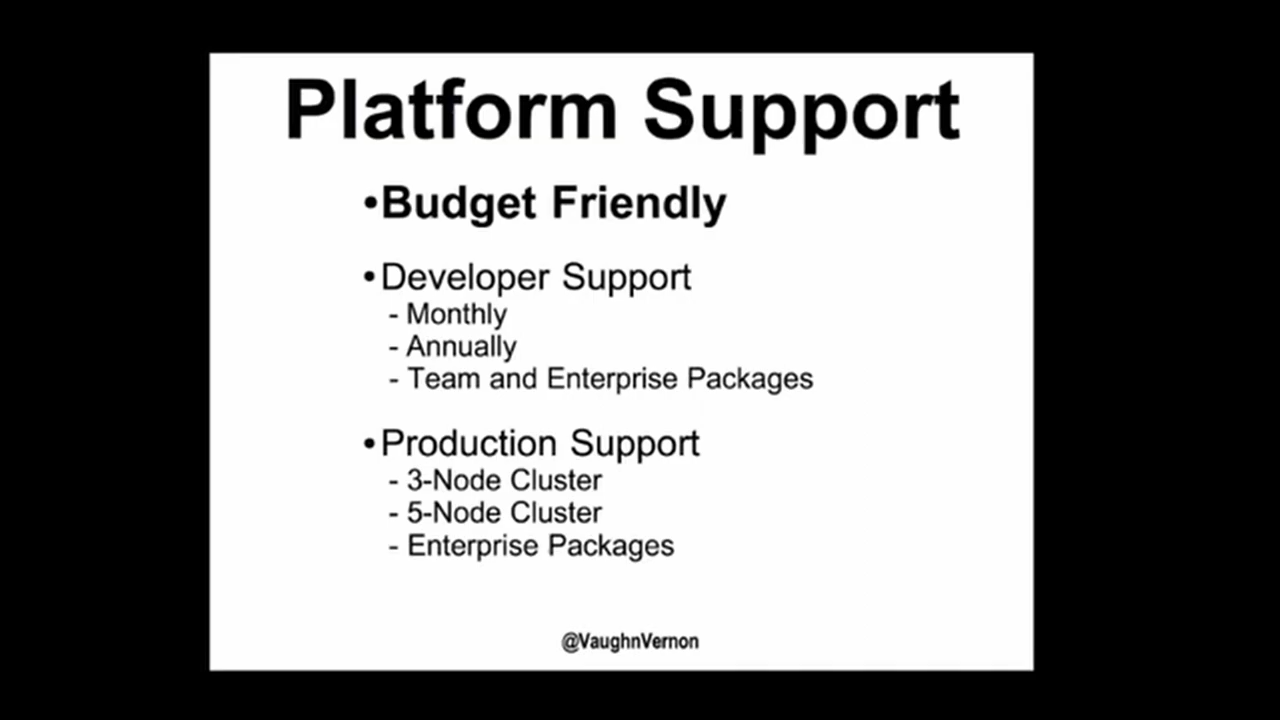 Platform Support
•Budget Friendly
•Developer Support
- Monthly
- Annually
- Team and Enterprise Packages
•Production Support
- 3-Node Cluster
- 5-Node Cluster
- Enterprise Packages
@VaughnVernon